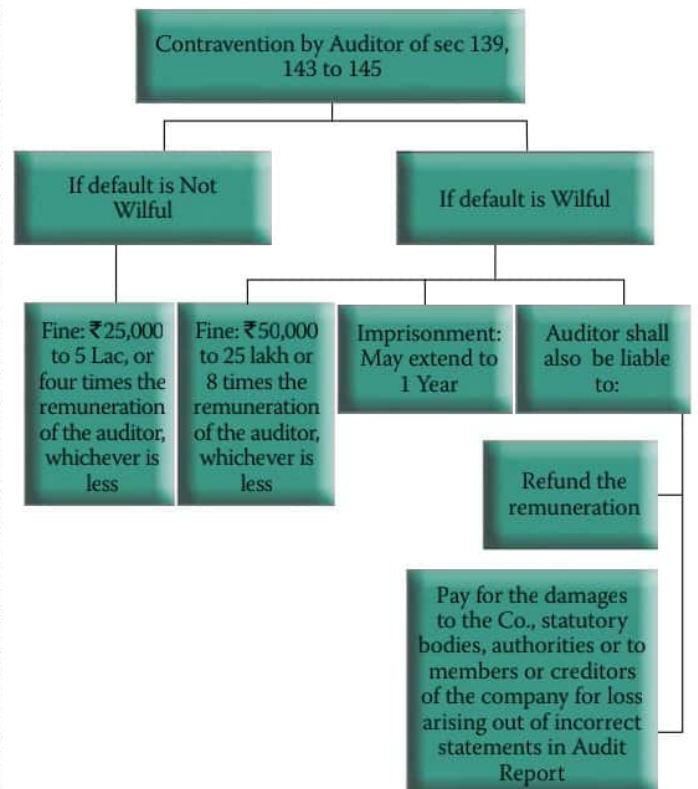 Contravention by Auditor of sec 139,
143 to 145
If default is Not
Wilful
If default is Wilful
Fine: ₹25,000
to 5 Lac, or
four times the
remuneration
of the auditor,
whichever is
less
Fine: ₹50,000
to 25 lakh or
8 times the
remuneration
of the auditor,
whichever is
less
Imprisonment:
May extend to
1 Year
Auditor shall
also be liable
to:
Refund the
remuneration
Pay for the damages
to the Co., statutory
bodies, authorities or to
members or creditors
of the company for loss
arising out of incorrect
statements in Audit
Report